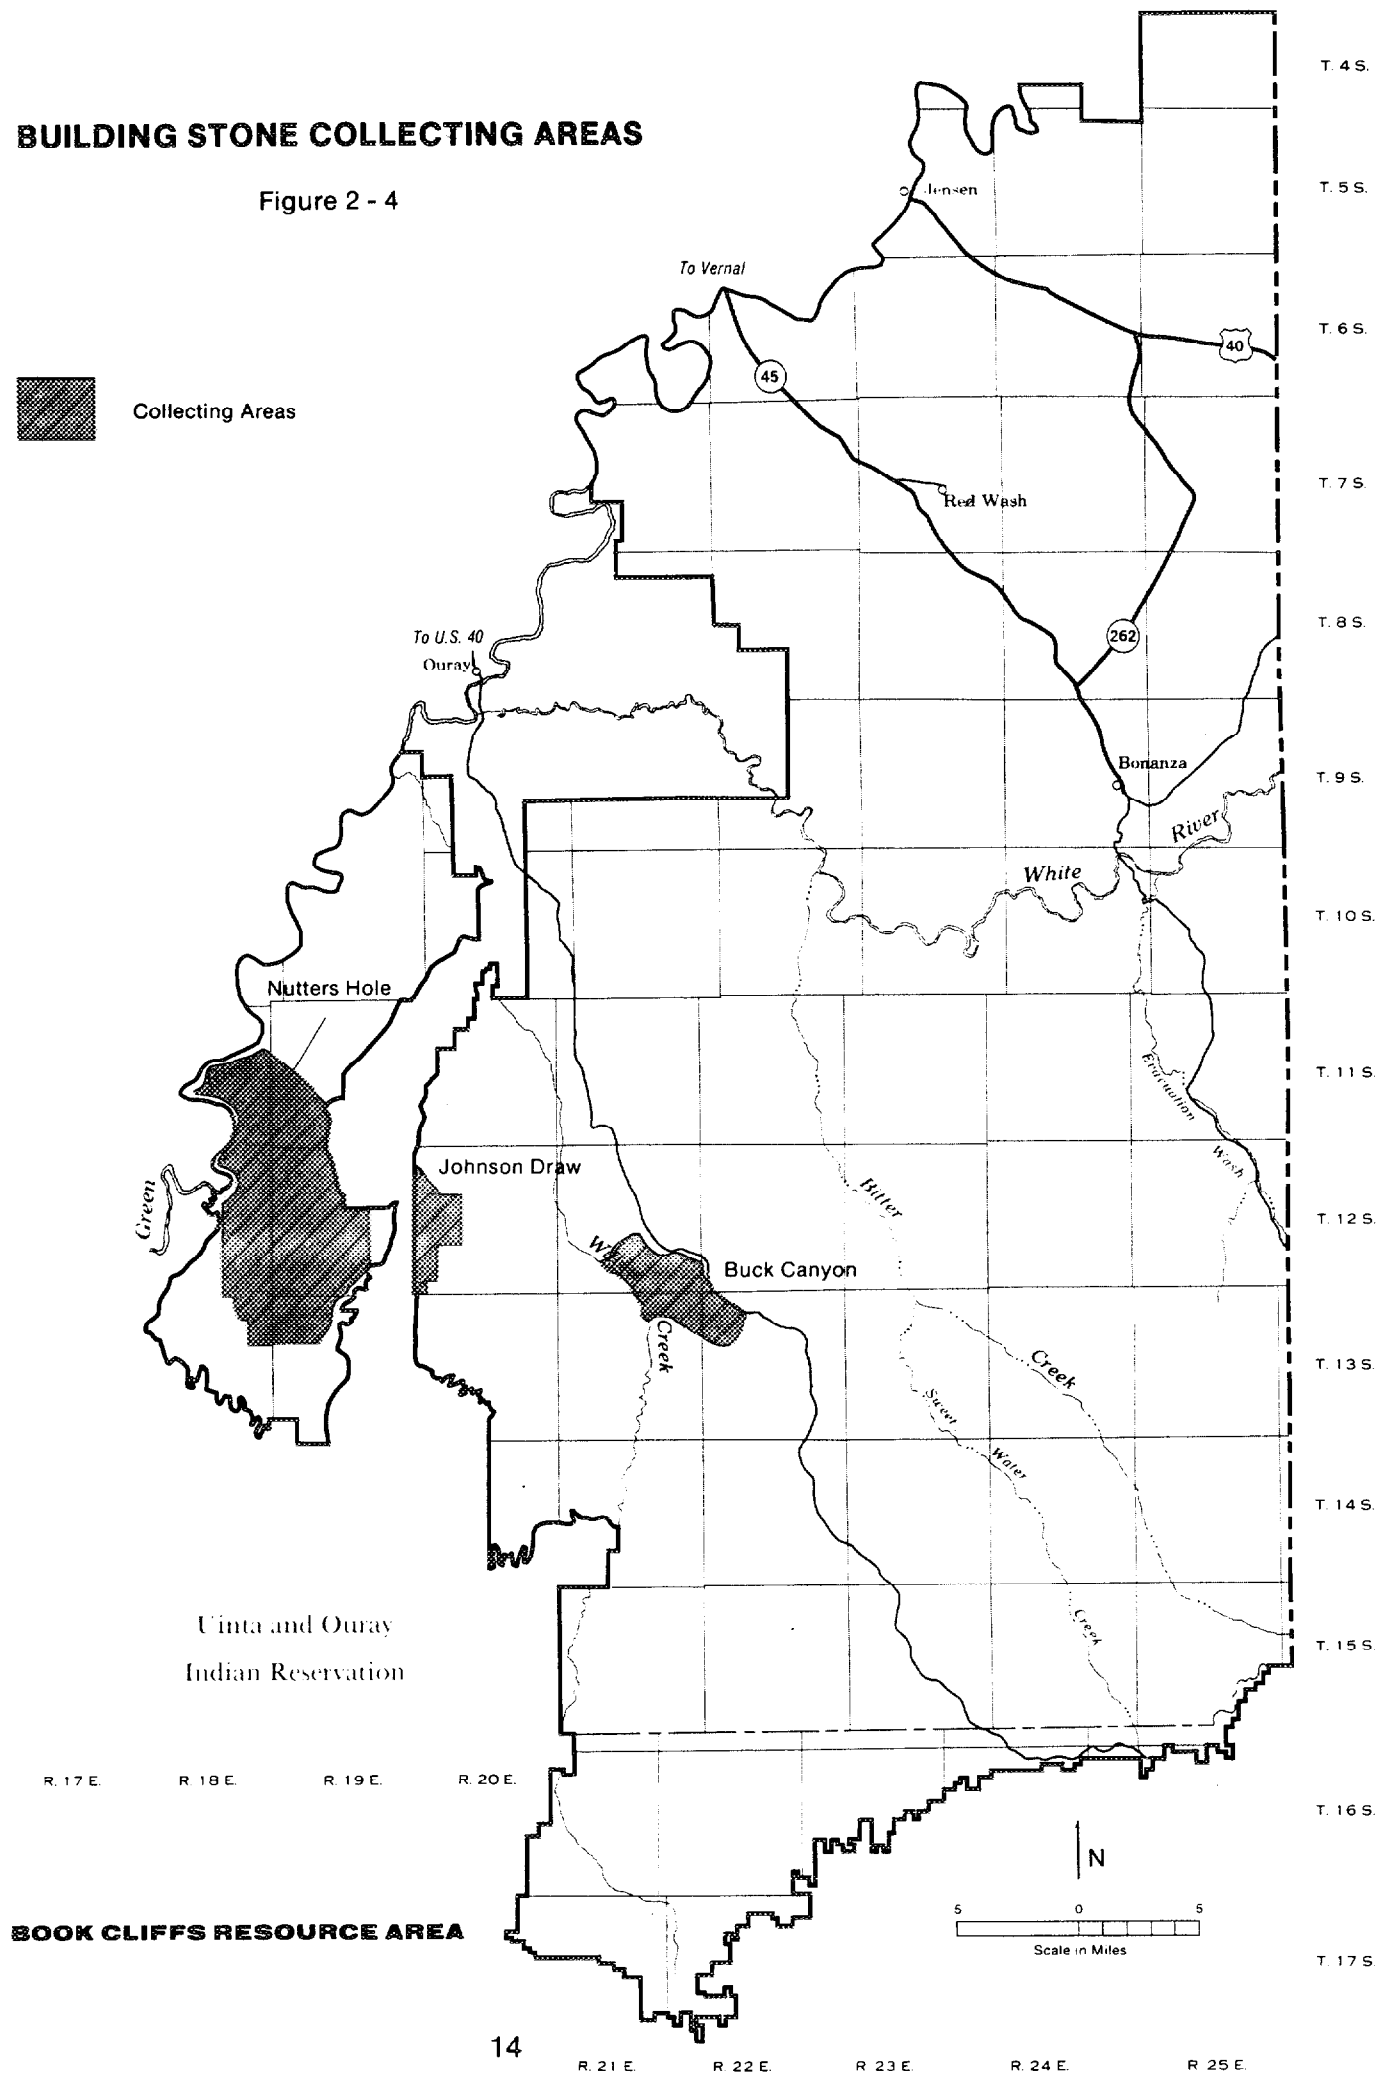 T. 4 S.
BUILDING STONE COLLECTING AREAS
Jensen
T. 5 S.
Figure 2 - 4
To Vernal
T. 6 S.
40
45
Collecting Areas
T. 7 S.
Red Wash
T. 8 S.
To U.S. 40
262
Ouray
Bonanza
T. 9 S.
River
White
T. 10 S.
Nutters Hole
T. 11 S.
Evacuation
Wash
Johnson Draw
Bitter
Green
T. 12 S.
Buck Canyon
Creek
Creek
T. 13 S.
Sweet
Water
T. 14 S.
Creek
Uinta and Ouray
Indian Reservation
T. 15 S.
R. 17 E.
R. 18 E.
R. 19 E.
R. 20 E.
T. 16 S.
N
5 0 5
Scale in Miles
BOOK CLIFFS RESOURCE AREA
T. 17 S.
14
R. 21 E.
R. 22 E.
R. 23 E.
R. 24 E.
R. 25 E.